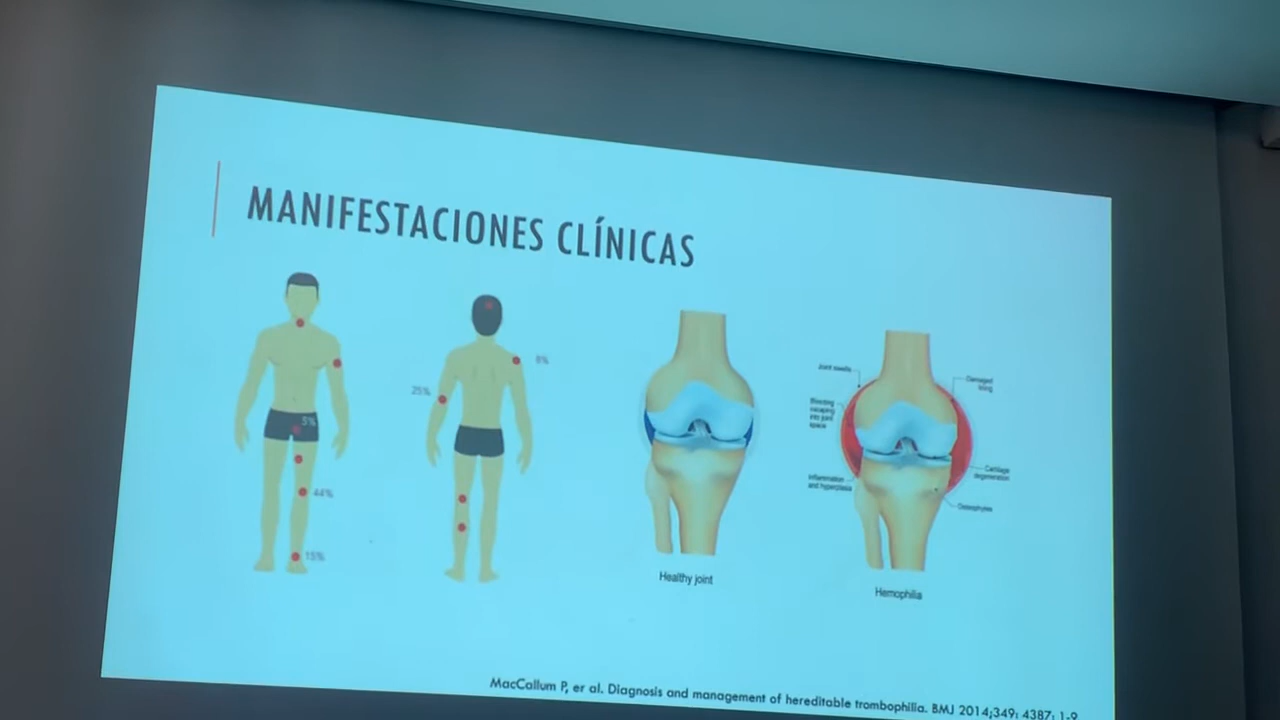 MANIFESTACIONES CLÍNICAS
5%
44%
15%
25%
8%
Healthy joint
Joint swells
Bleeding
escaping
into joint
space
Inflammation
and hyperplasia
Damaged
lining
Cartilage
degeneration
Osteophytes
Hemophilia
MacCallum P, er al. Diagnosis and management of hereditable trombophilia. BMJ 2014;349: 4387: 1-9